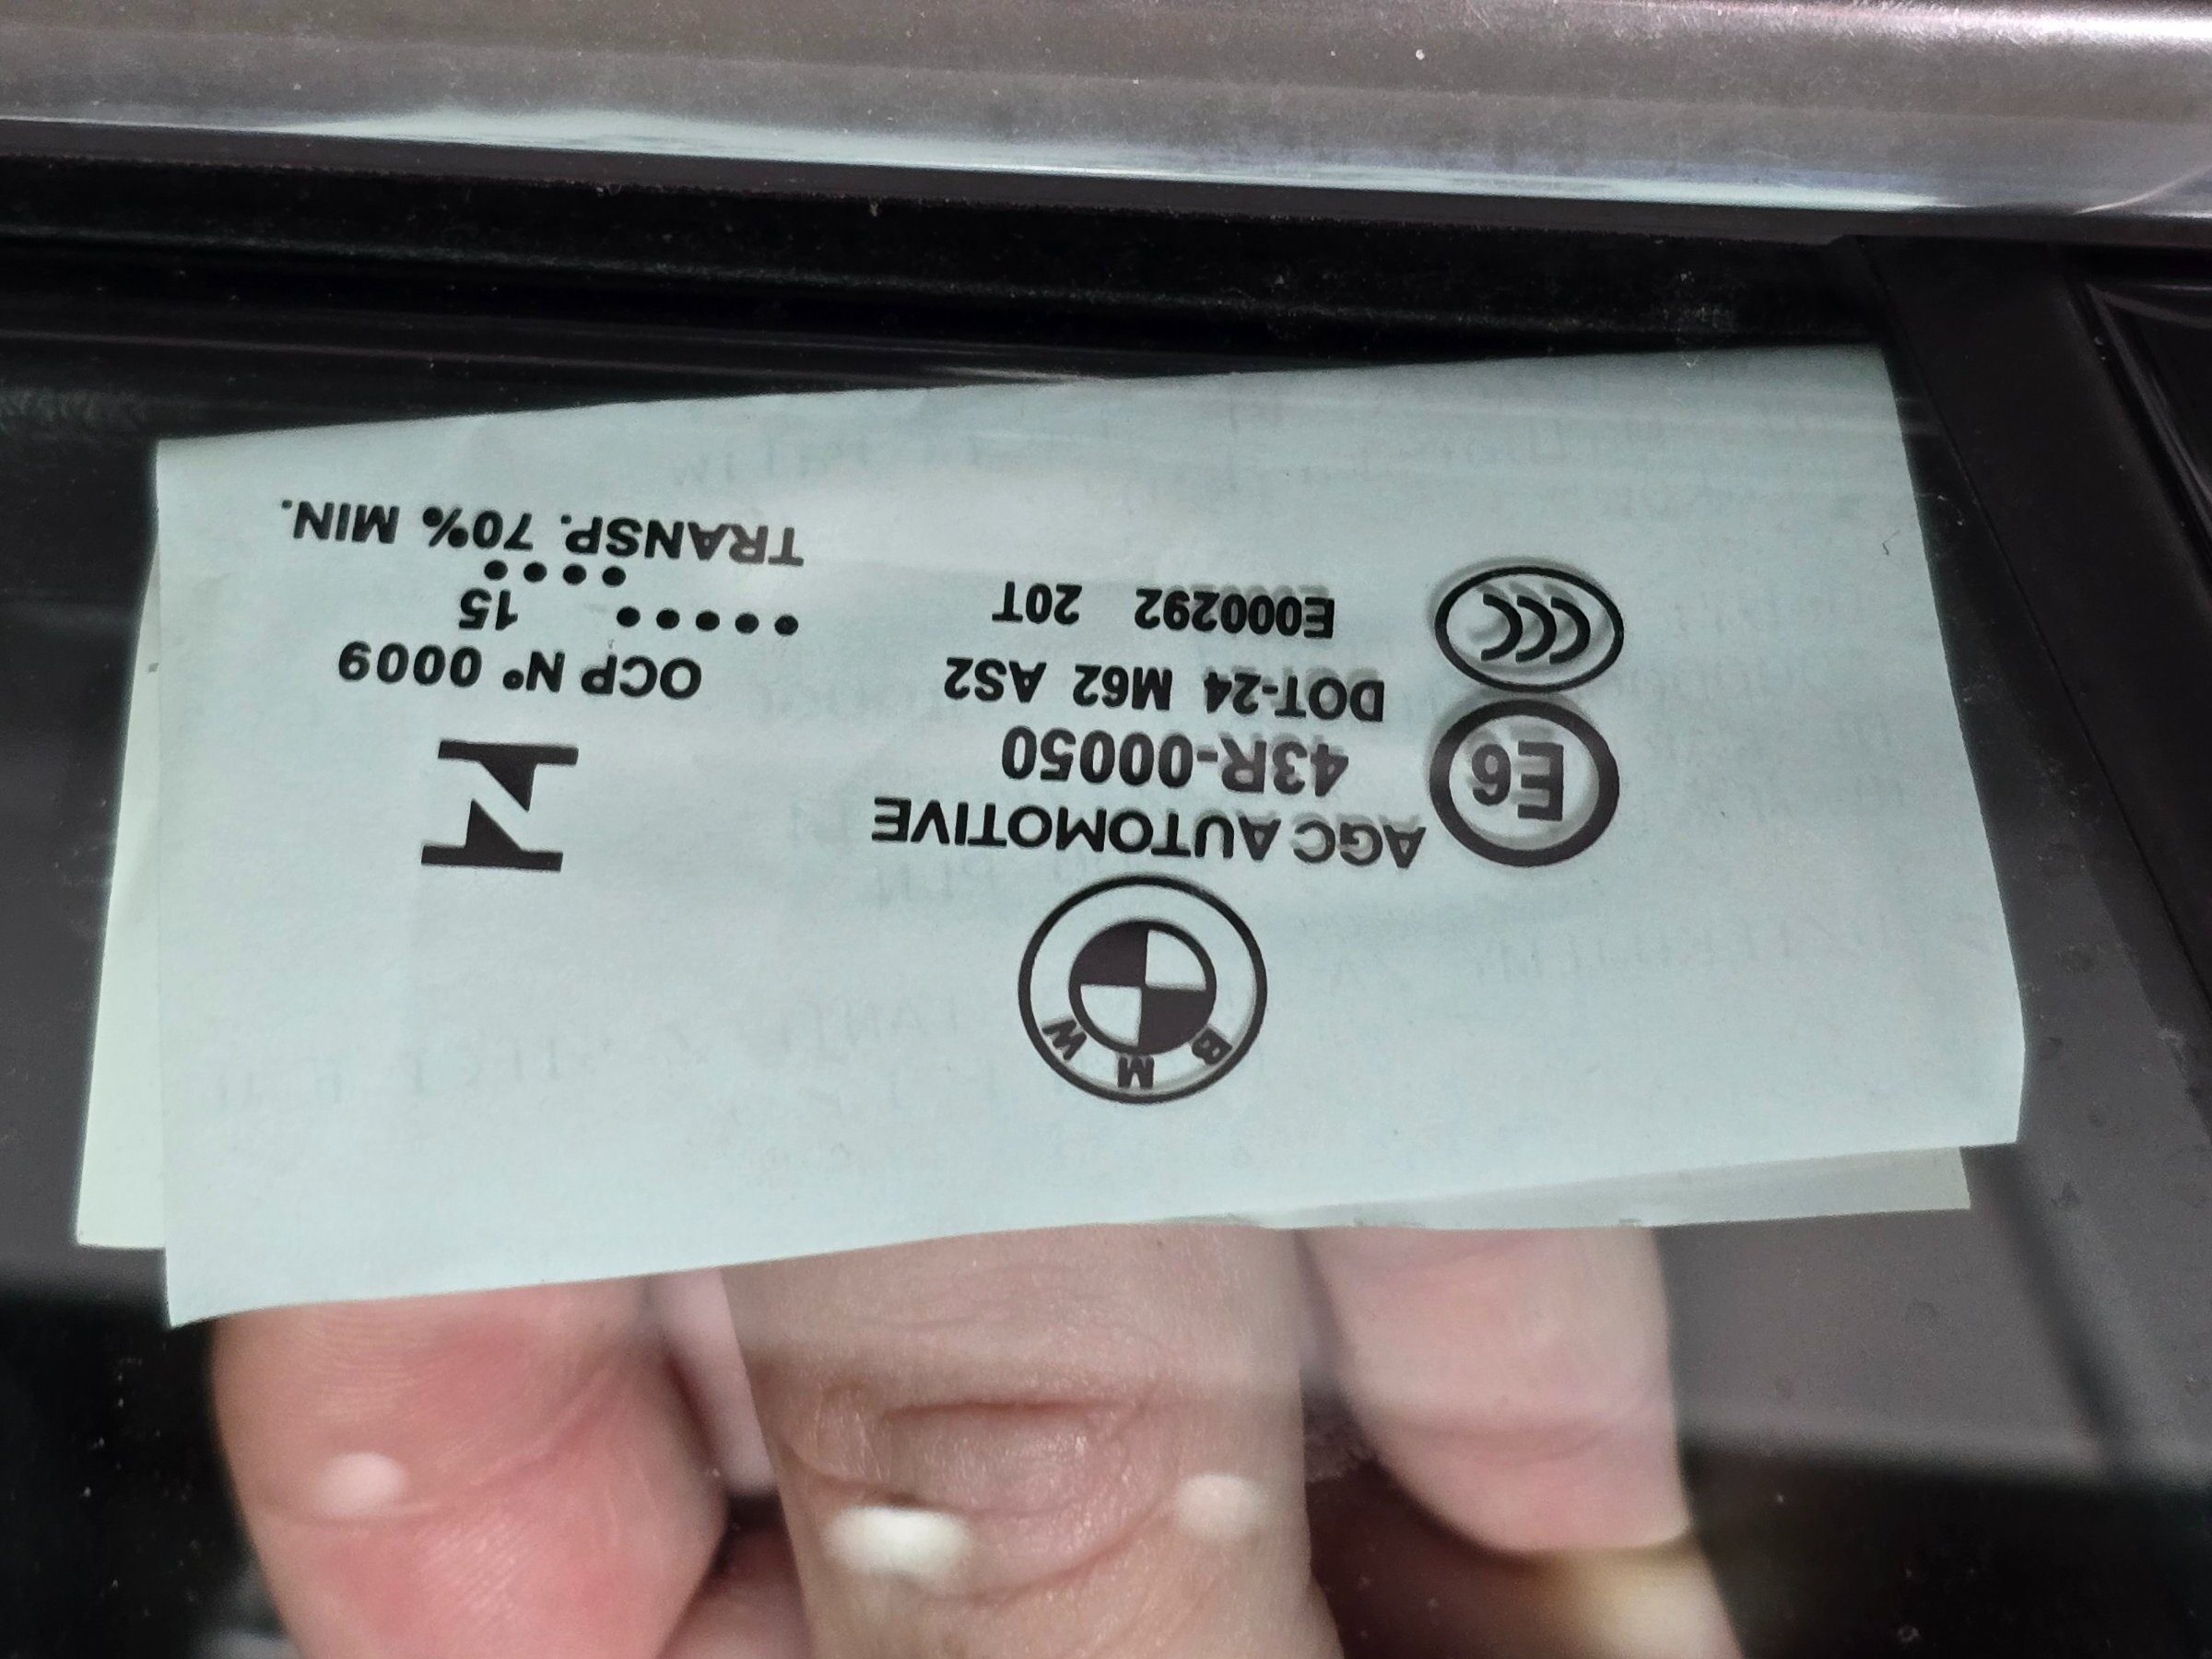 BMW
AGC AUTOMOTIVE
E6
43R-00050
DOT-24 M62 AS2
CCC
E000292 20T
N
OCP Nº 0009
..... 15 ....
TRANSP. 70% MIN.